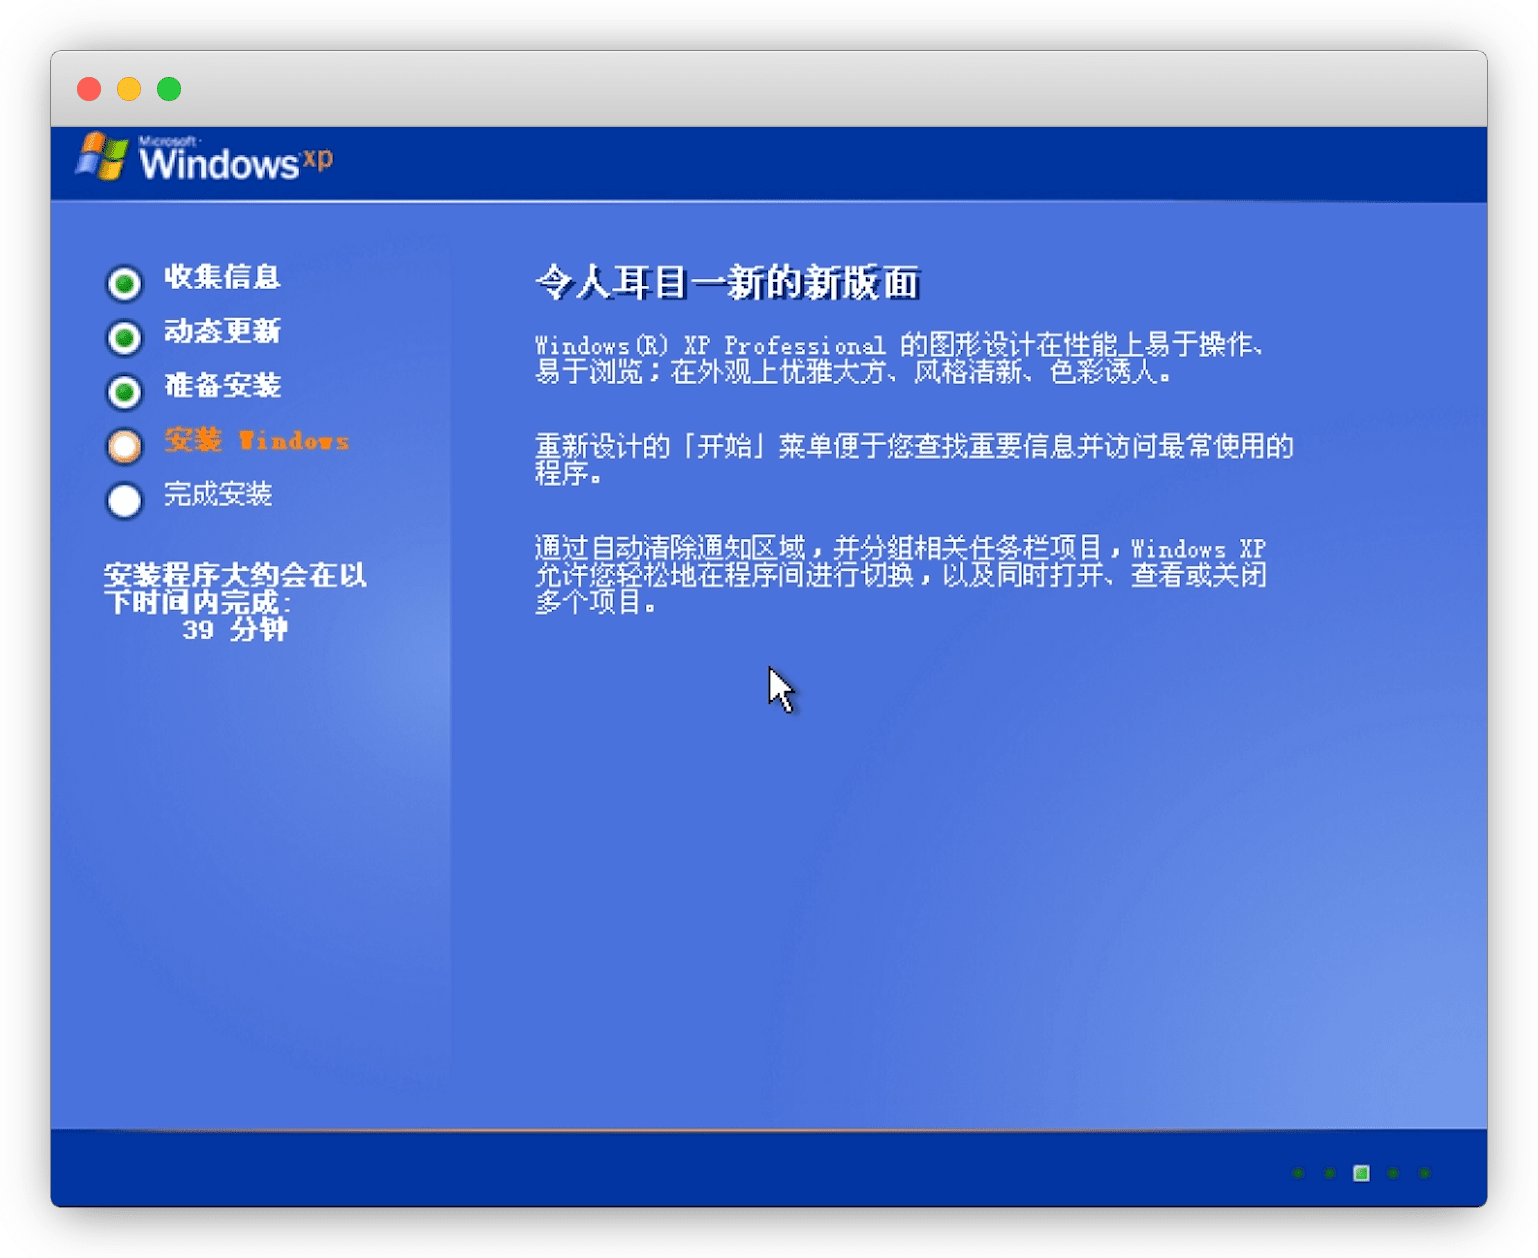 Microsoft
Windows xp
收集信息
动态更新
准备安装
安装 Windows
完成安装
安装程序大约会在以
下时间内完成:
39 分钟
令人耳目一新的新版面
Windows(R) XP Professional 的图形设计在性能上易于操作、
易于浏览；在外观上优雅大方、风格洁新、色彩诱人。
重新设计的「开始」菜单便于您查找重要信息并访问最常使用的
程序。
通过自动清除通知区域，并分组相关任务栏项目，Windows XP
允许您轻松地在程序间进行切换，以及同时打开、查看或关闭
多个项目。